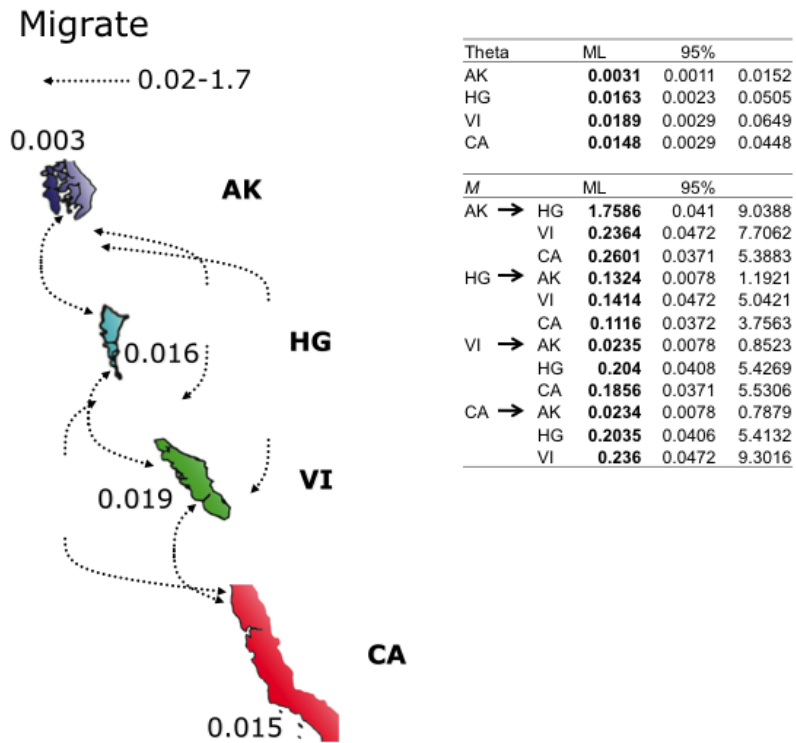 Migrate
0.02-1.7
0.003
AK
HG
0.016
VI
0.019
CA
0.015
Theta ML 95%
AK 0.0031 0.0011 0.0152
HG 0.0163 0.0023 0.0505
VI 0.0189 0.0029 0.0649
CA 0.0148 0.0029 0.0448
M ML 95%
AK → HG 1.7586 0.041 9.0388
VI 0.2364 0.0472 7.7062
CA 0.2601 0.0371 5.3883
HG → AK 0.1324 0.0078 1.1921
VI 0.1414 0.0472 5.0421
CA 0.1116 0.0372 3.7563
VI → AK 0.0235 0.0078 0.8523
HG 0.204 0.0408 5.4269
CA 0.1856 0.0371 5.5306
CA → AK 0.0234 0.0078 0.7879
HG 0.2035 0.0406 5.4132
VI 0.236 0.0472 9.3016